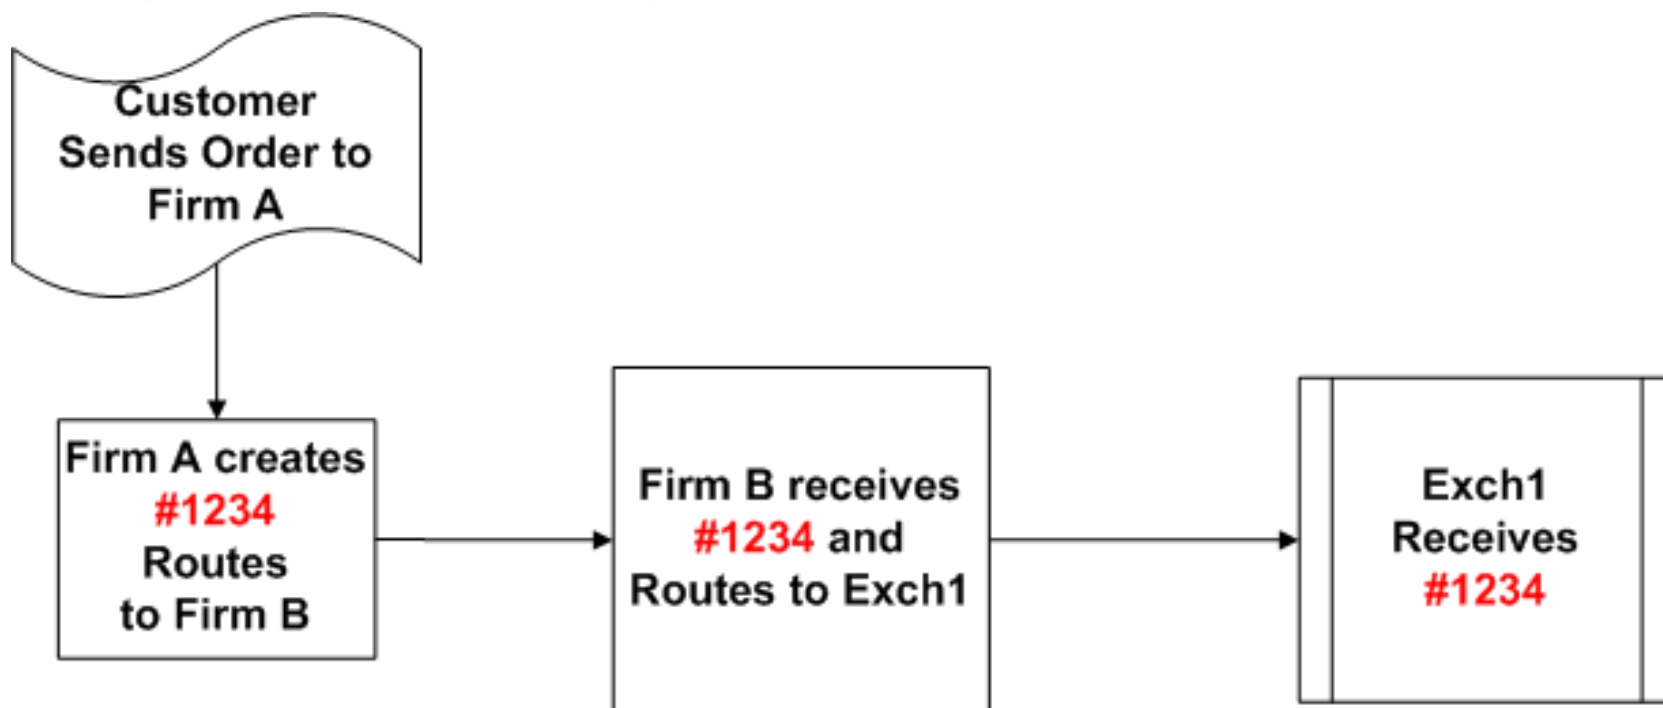 Customer
Sends Order to
Firm A
Firm A creates
#1234
Routes
to Firm B
Firm B receives
#1234 and
Routes to Exch1
Exch1
Receives
#1234